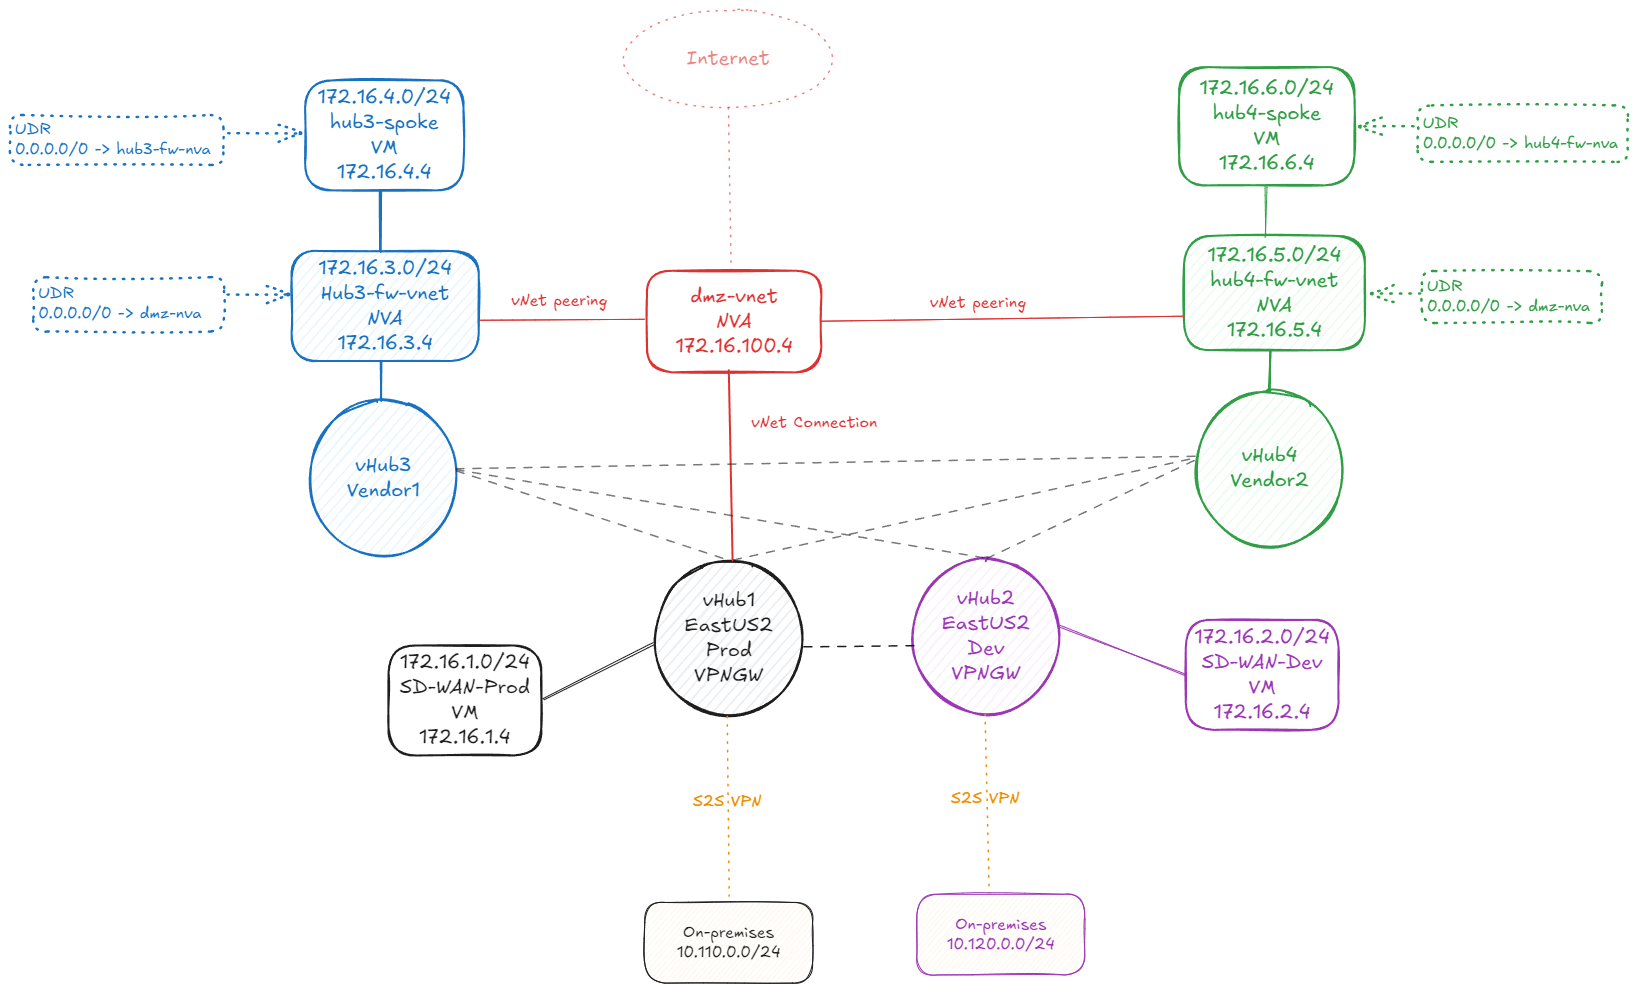 Internet
172.16.4.0/24
hub3-spoke
VM
172.16.4.4
UDR
0.0.0.0/0 -> hub3-fw-nva
172.16.6.0/24
hub4-spoke
VM
172.16.6.4
UDR
0.0.0.0/0 -> hub4-fw-nva
172.16.3.0/24
Hub3-fw-vnet
NVA
172.16.3.4
UDR
0.0.0.0/0 -> dmz-nva
vNet peering
dmz-vnet
NVA
172.16.100.4
vNet peering
172.16.5.0/24
hub4-fw-vnet
NVA
172.16.5.4
UDR
0.0.0.0/0 -> dmz-nva
vNet Connection
vHub3
Vendor1
vHub4
Vendor2
vHub1
EastUS2
Prod
VPNGW
vHub2
EastUS2
Dev
VPNGW
172.16.1.0/24
SD-WAN-Prod
VM
172.16.1.4
172.16.2.0/24
SD-WAN-Dev
VM
172.16.2.4
S2S VPN
S2S VPN
On-premises
10.110.0.0/24
On-premises
10.120.0.0/24